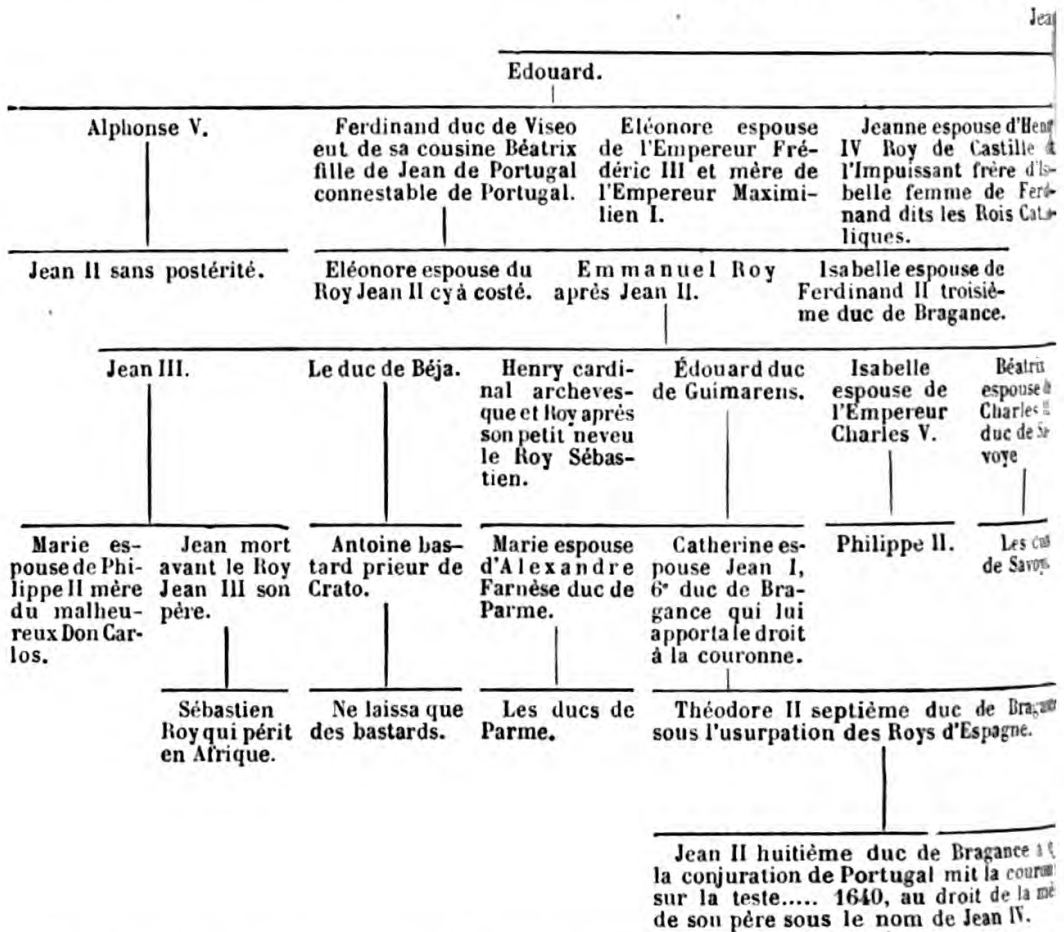 Edouard.
Alphonse V.
Ferdinand duc de Viseo
eut de sa cousine Béatrix
fille de Jean de Portugal
connestable de Portugal.
Eléonore espouse
de l'Empereur Fré-
déric III et mère de
l'Empereur Maximi-
lien I.
Jeanne espouse d'Henr
IV Roy de Castille
l'Impuissant frère d'Is-
belle femme de Ferdi-
nand dits les Rois Cato-
liques.
Jean II sans postérité.
Eléonore espouse du
Roy Jean II cy à costé.
Emmanuel Roy
après Jean II.
Isabelle espouse de
Ferdinand II troisiè-
me duc de Bragance.
Jean III.
Le duc de Béja.
Henry cardi-
nal archeves-
que et Roy après
son petit neveu
le Roy Sébas-
tien.
Édouard duc
de Guimarens.
Isabelle
espouse de
l'Empereur
Charles V.
Béatrix
espouse
Charles
duc de Sa-
voye
Marie es-
pouse de Phi-
lippe II mère
du malheu-
reux Don Car-
los.
Jean mort
avant le Roy
Jean III son
père.
Antoine bas-
tard prieur de
Crato.
Marie espouse
d'Alexandre
Farnèse duc de
Parme.
Catherine es-
pouse Jean I,
6e duc de Bra-
gance qui lui
apporta le droit
à la couronne.
Philippe II.
Les
de Savoye
Sébastien
Roy qui périt
en Afrique.
Ne laissa que
des bastards.
Les ducs de
Parme.
Théodore II septième duc de Bragance
sous l'usurpation des Roys d'Espagne.
Jean II huitième duc de Bragance
la conjuration de Portugal mit la
sur la teste..... 1640, au droit de la
de son père sous le nom de Jean IV.